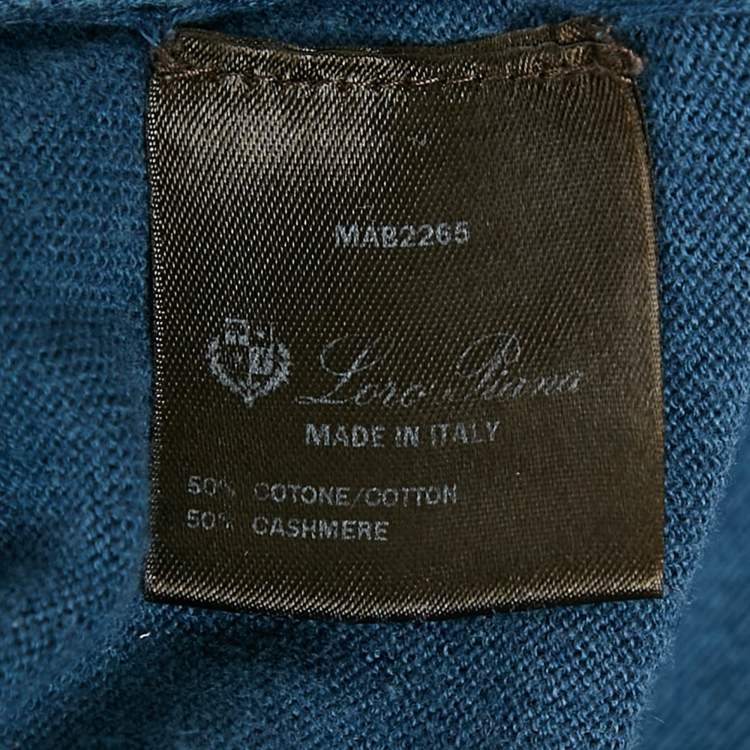 MAB2265
Loro Piana
MADE IN ITALY
50% COTONE/COTTON
50% CASHMERE